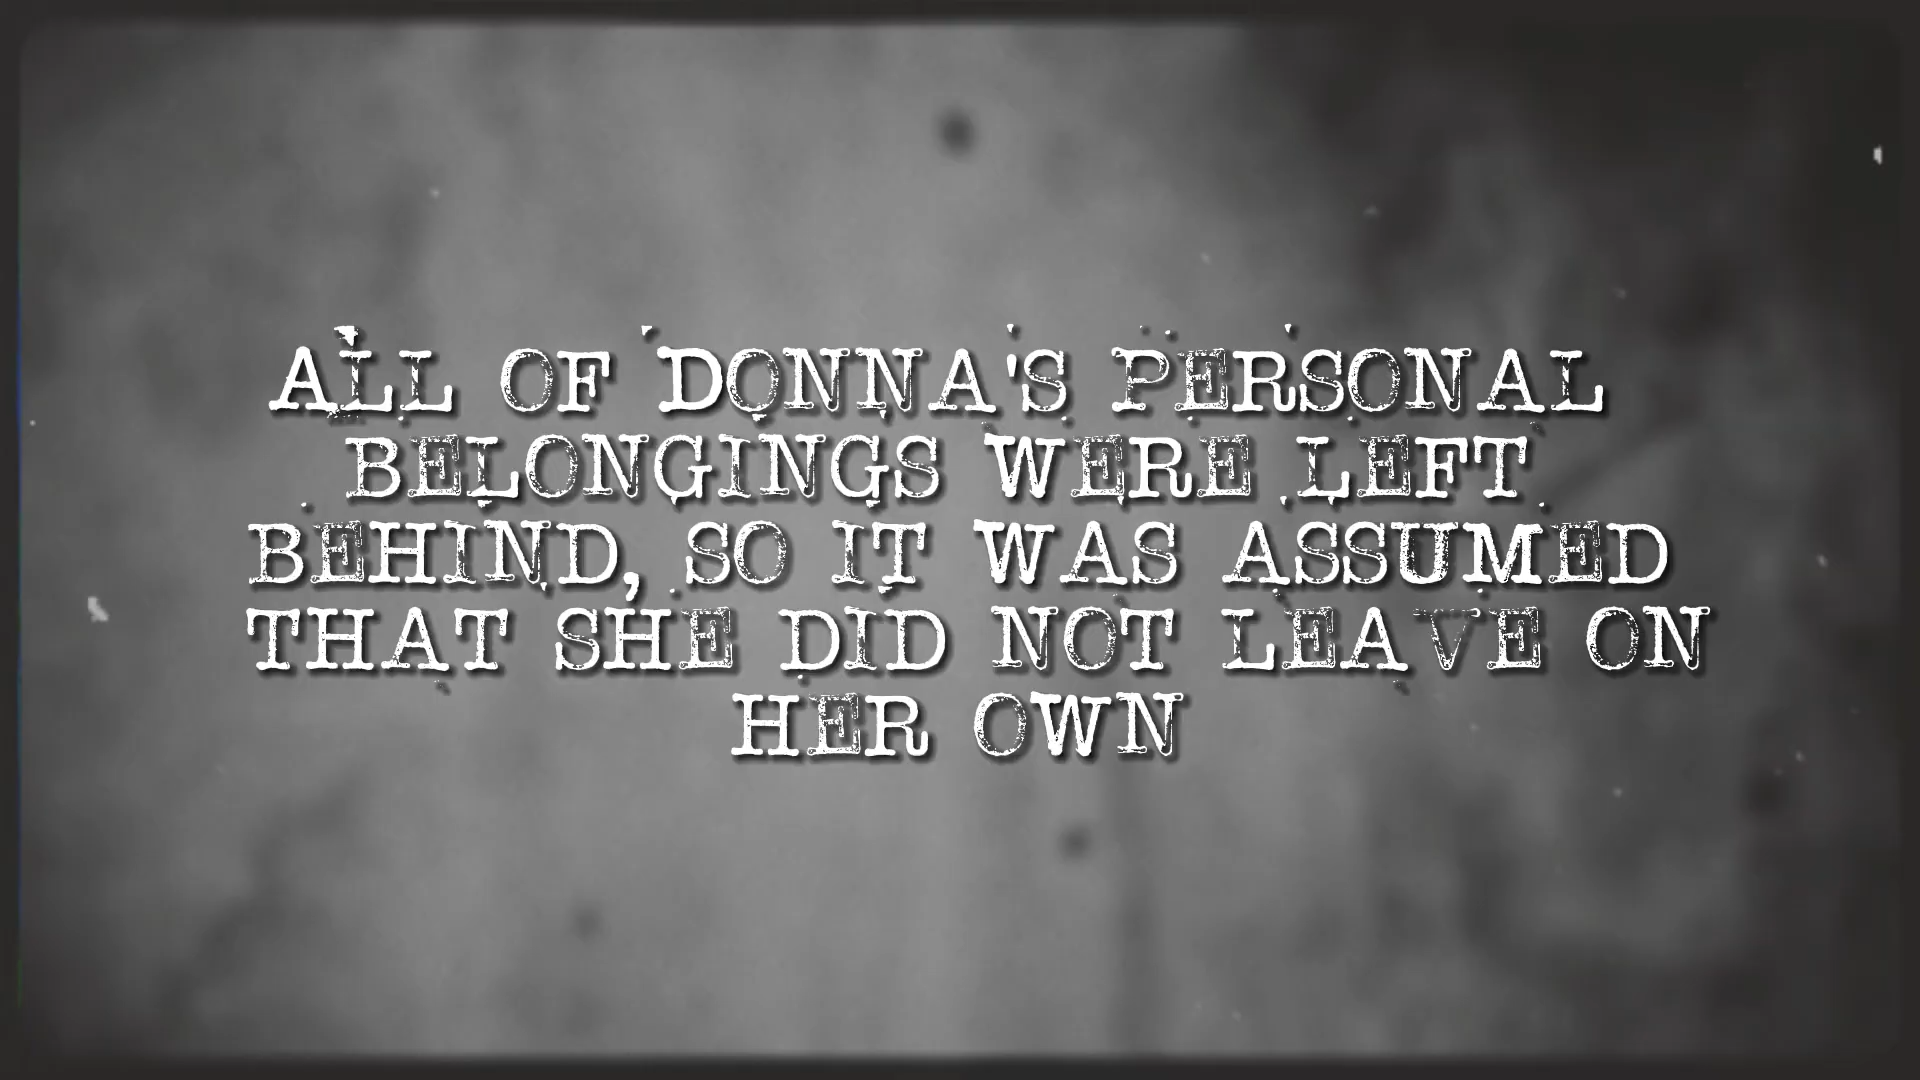 ALL OF DONNA'S PERSONAL
BELONGINGS WERE LEFT
BEHIND, SO IT WAS ASSUMED
THAT SHE DID NOT LEAVE ON
HER OWN